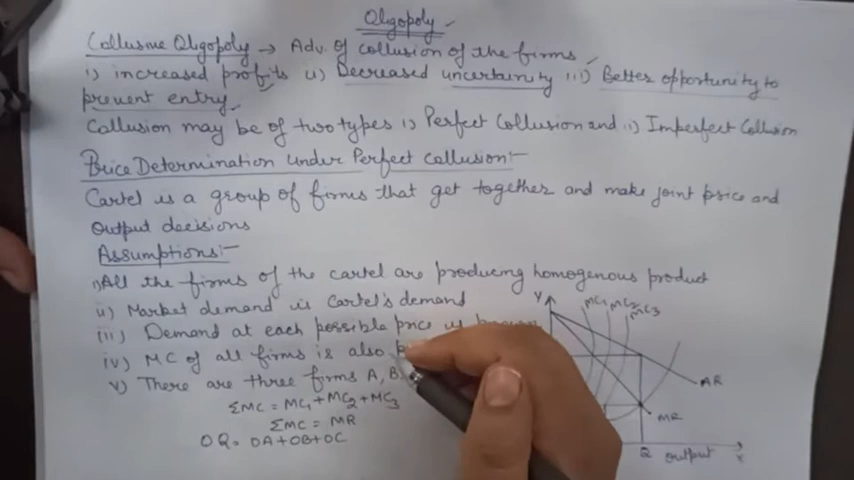 Oligopoly
Collusive Oligopoly → Adv. of collusion of the firms
i) increased profits ii) Decreased uncertainity iii) Better opportunity to
prevent entry
Collusion may be of two types i) Perfect Collusion and ii) Imperfect Collusion
Price Determination under Perfect Collusion:-
Cartel is a group of firms that get together and make joint price and
Output decisions
Assumptions:-
i) All the firms of the cartel are producing homogenous product
ii) Market demand is Cartel's demand
(iii) Demand at each possible price is known
iv) MC of all firms is also
v) There are three firms A, B,
ΣMC = MC1 + MC2 + MC3
ΣMC = MR
OQ = OA + OB + OC
Y MC1 MC2 MC3
AR
MR
Q output X